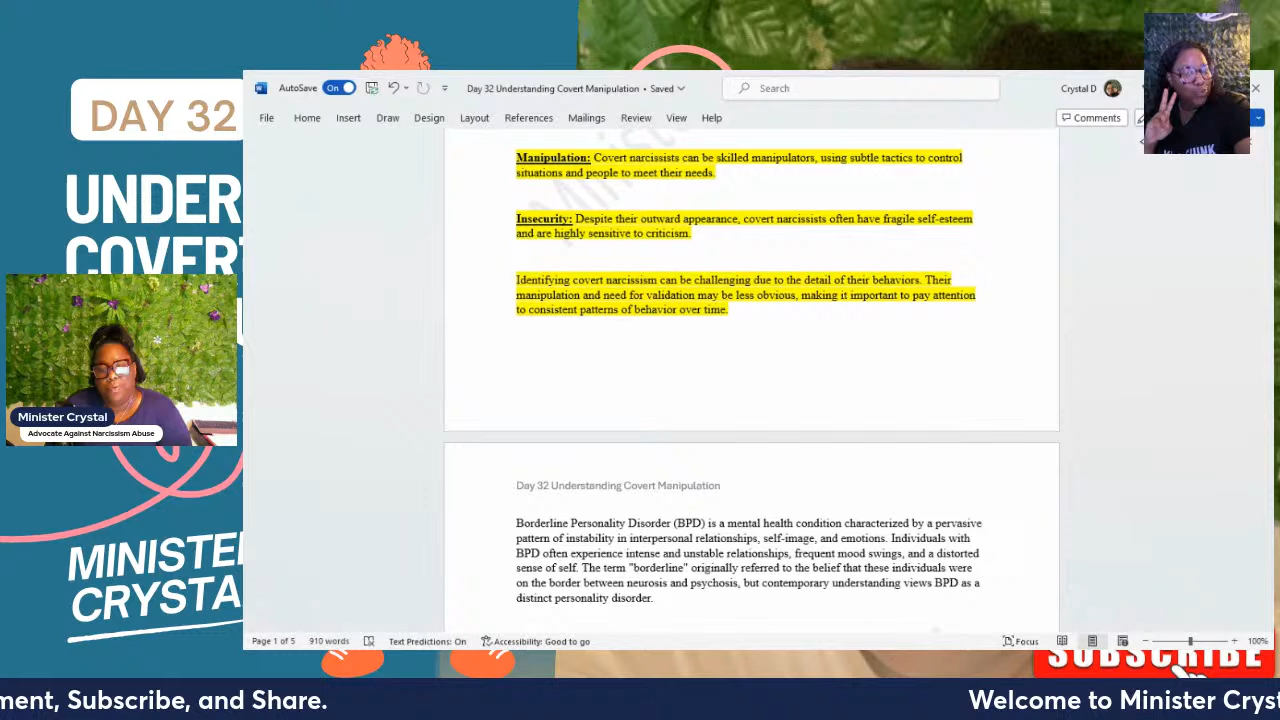 DAY 32
UNDER
COVER
Minister Crystal
Advocate Against Narcissism Abuse
MINISTE
CRYSTA
AutoSave On
Day 32 Understanding Covert Manipulation • Saved
Search
Crystal D
File Home Insert Draw Design Layout References Mailings Review View Help
Comments
Manipulation: Covert narcissists can be skilled manipulators, using subtle tactics to control
situations and people to meet their needs.
Insecurity: Despite their outward appearance, covert narcissists often have fragile self-esteem
and are highly sensitive to criticism.
Identifying covert narcissism can be challenging due to the detail of their behaviors. Their
manipulation and need for validation may be less obvious, making it important to pay attention
to consistent patterns of behavior over time.
Day 32 Understanding Covert Manipulation
Borderline Personality Disorder (BPD) is a mental health condition characterized by a pervasive
pattern of instability in interpersonal relationships, self-image, and emotions. Individuals with
BPD often experience intense and unstable relationships, frequent mood swings, and a distorted
sense of self. The term "borderline" originally referred to the belief that these individuals were
on the border between neurosis and psychosis, but contemporary understanding views BPD as a
distinct personality disorder.
Page 1 of 5 910 words Text Predictions: On Accessibility: Good to go Focus 100%
SUBSCRIBE
ment, Subscribe, and Share. Welcome to Minister Cryst